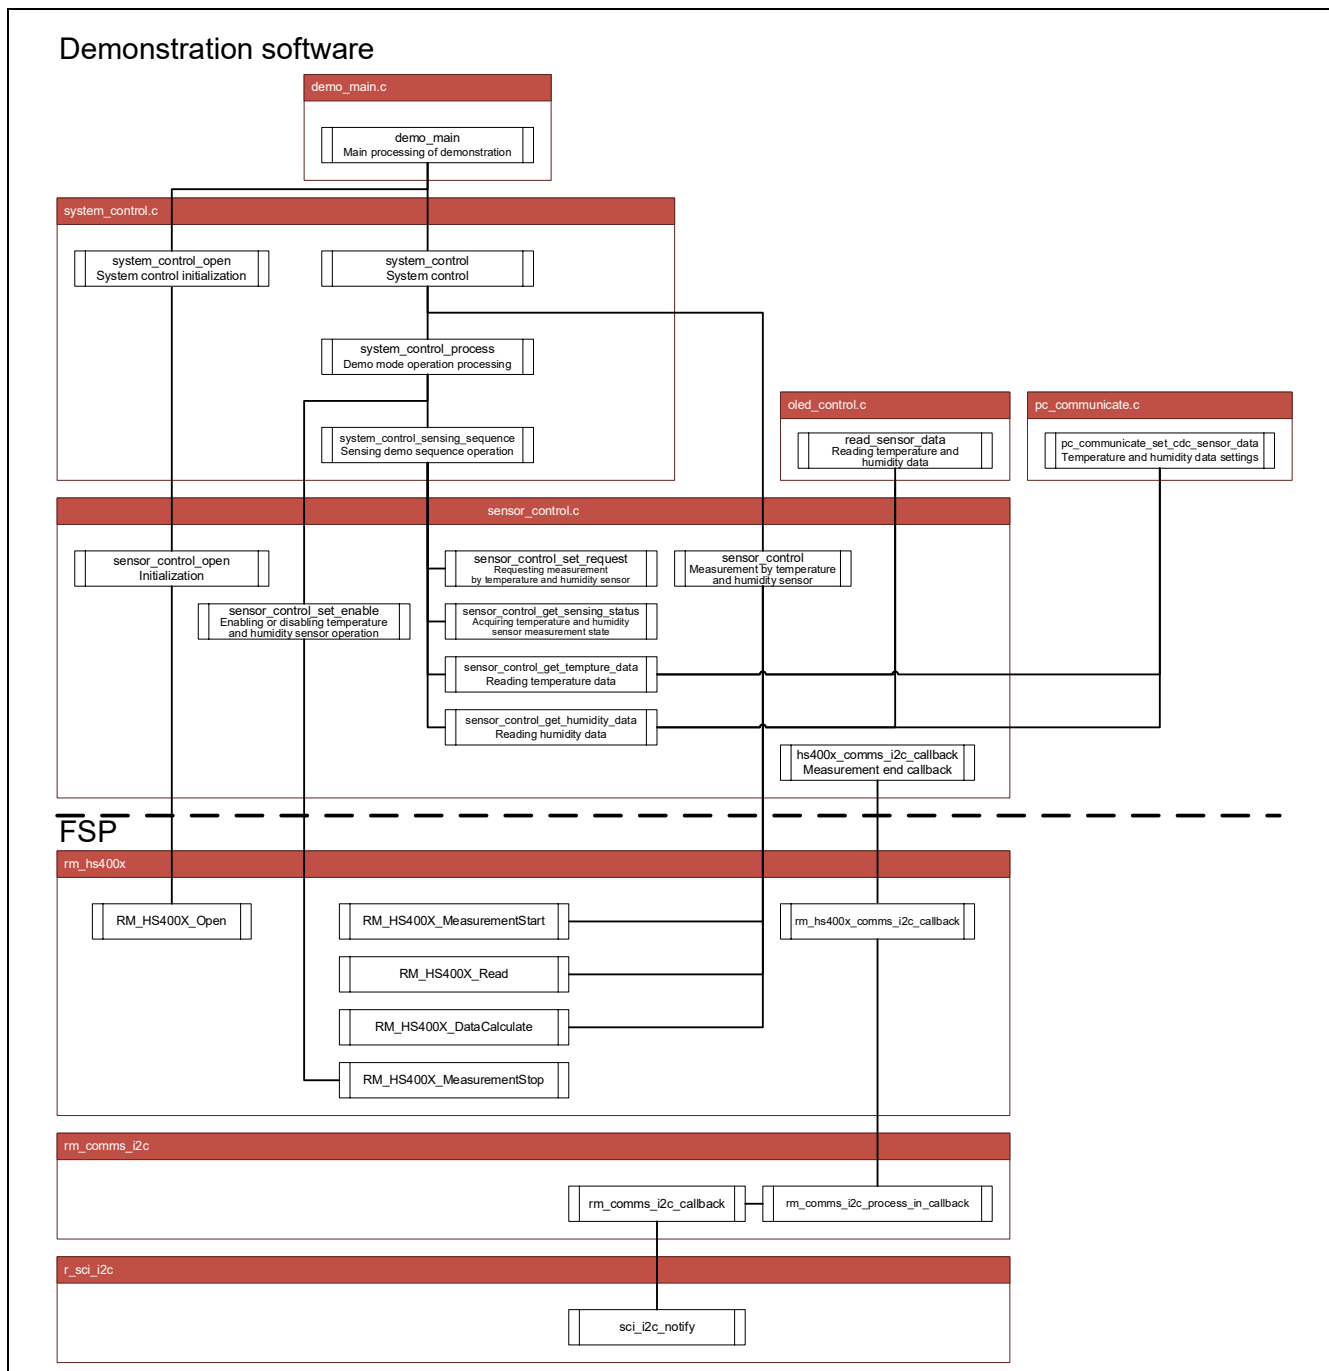 Demonstration software
demo_main.c
demo_main
Main processing of demonstration
system_control.c
system_control_open
System control initialization
system_control
System control
system_control_process
Demo mode operation processing
system_control_sensing_sequence
Sensing demo sequence operation
oled_control.c
read_sensor_data
Reading temperature and
humidity data
pc_communicate.c
pc_communicate_set_cdc_sensor_data
Temperature and humidity data settings
sensor_control.c
sensor_control_open
Initialization
sensor_control_set_request
Requesting measurement
by temperature and humidity sensor
sensor_control
Measurement by temperature
and humidity sensor
sensor_control_set_enable
Enabling or disabling temperature
and humidity sensor operation
sensor_control_get_sensing_status
Acquiring temperature and humidity
sensor measurement state
sensor_control_get_tempture_data
Reading temperature data
sensor_control_get_humidity_data
Reading humidity data
hs400x_comms_i2c_callback
Measurement end callback
FSP
rm_hs400x
RM_HS400X_Open
RM_HS400X_MeasurementStart
rm_hs400x_comms_i2c_callback
RM_HS400X_Read
RM_HS400X_DataCalculate
RM_HS400X_MeasurementStop
rm_comms_i2c
rm_comms_i2c_callback
rm_comms_i2c_process_in_callback
r_sci_i2c
sci_i2c_notify